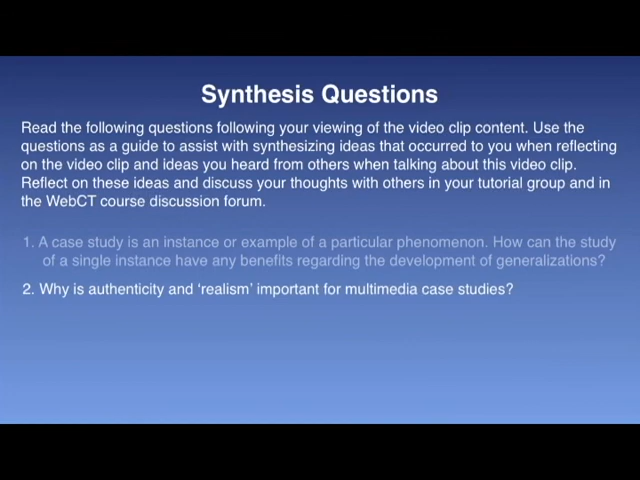 Synthesis Questions
Read the following questions following your viewing of the video clip content. Use the
questions as a guide to assist with synthesizing ideas that occurred to you when reflecting
on the video clip and ideas you heard from others when talking about this video clip.
Reflect on these ideas and discuss your thoughts with others in your tutorial group and in
the WebCT course discussion forum.
1. A case study is an instance or example of a particular phenomenon. How can the study
of a single instance have any benefits regarding the development of generalizations?
2. Why is authenticity and ‘realism’ important for multimedia case studies?